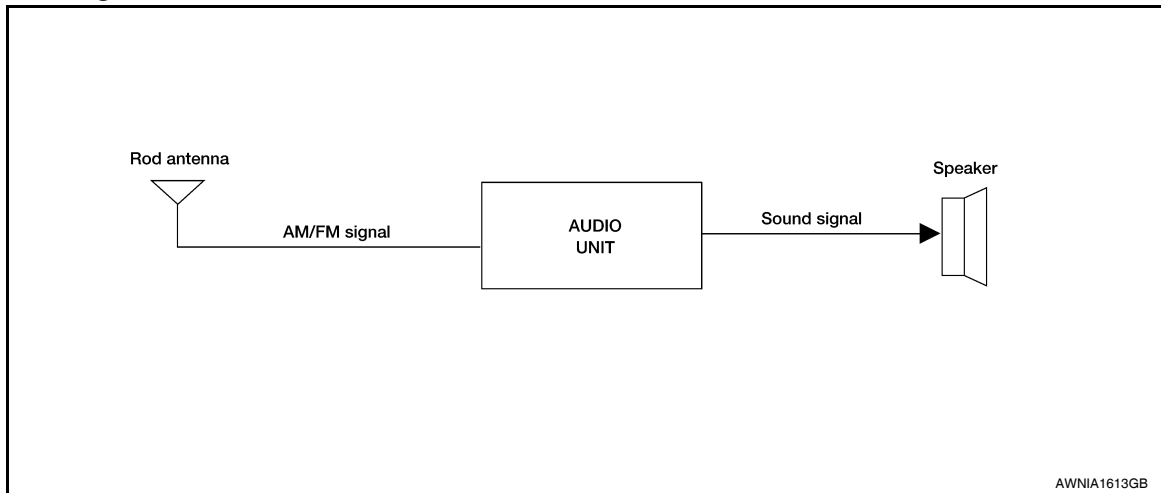 Rod antenna
Speaker
AM/FM signal
AUDIO
UNIT
Sound signal
AWNIA1613GB